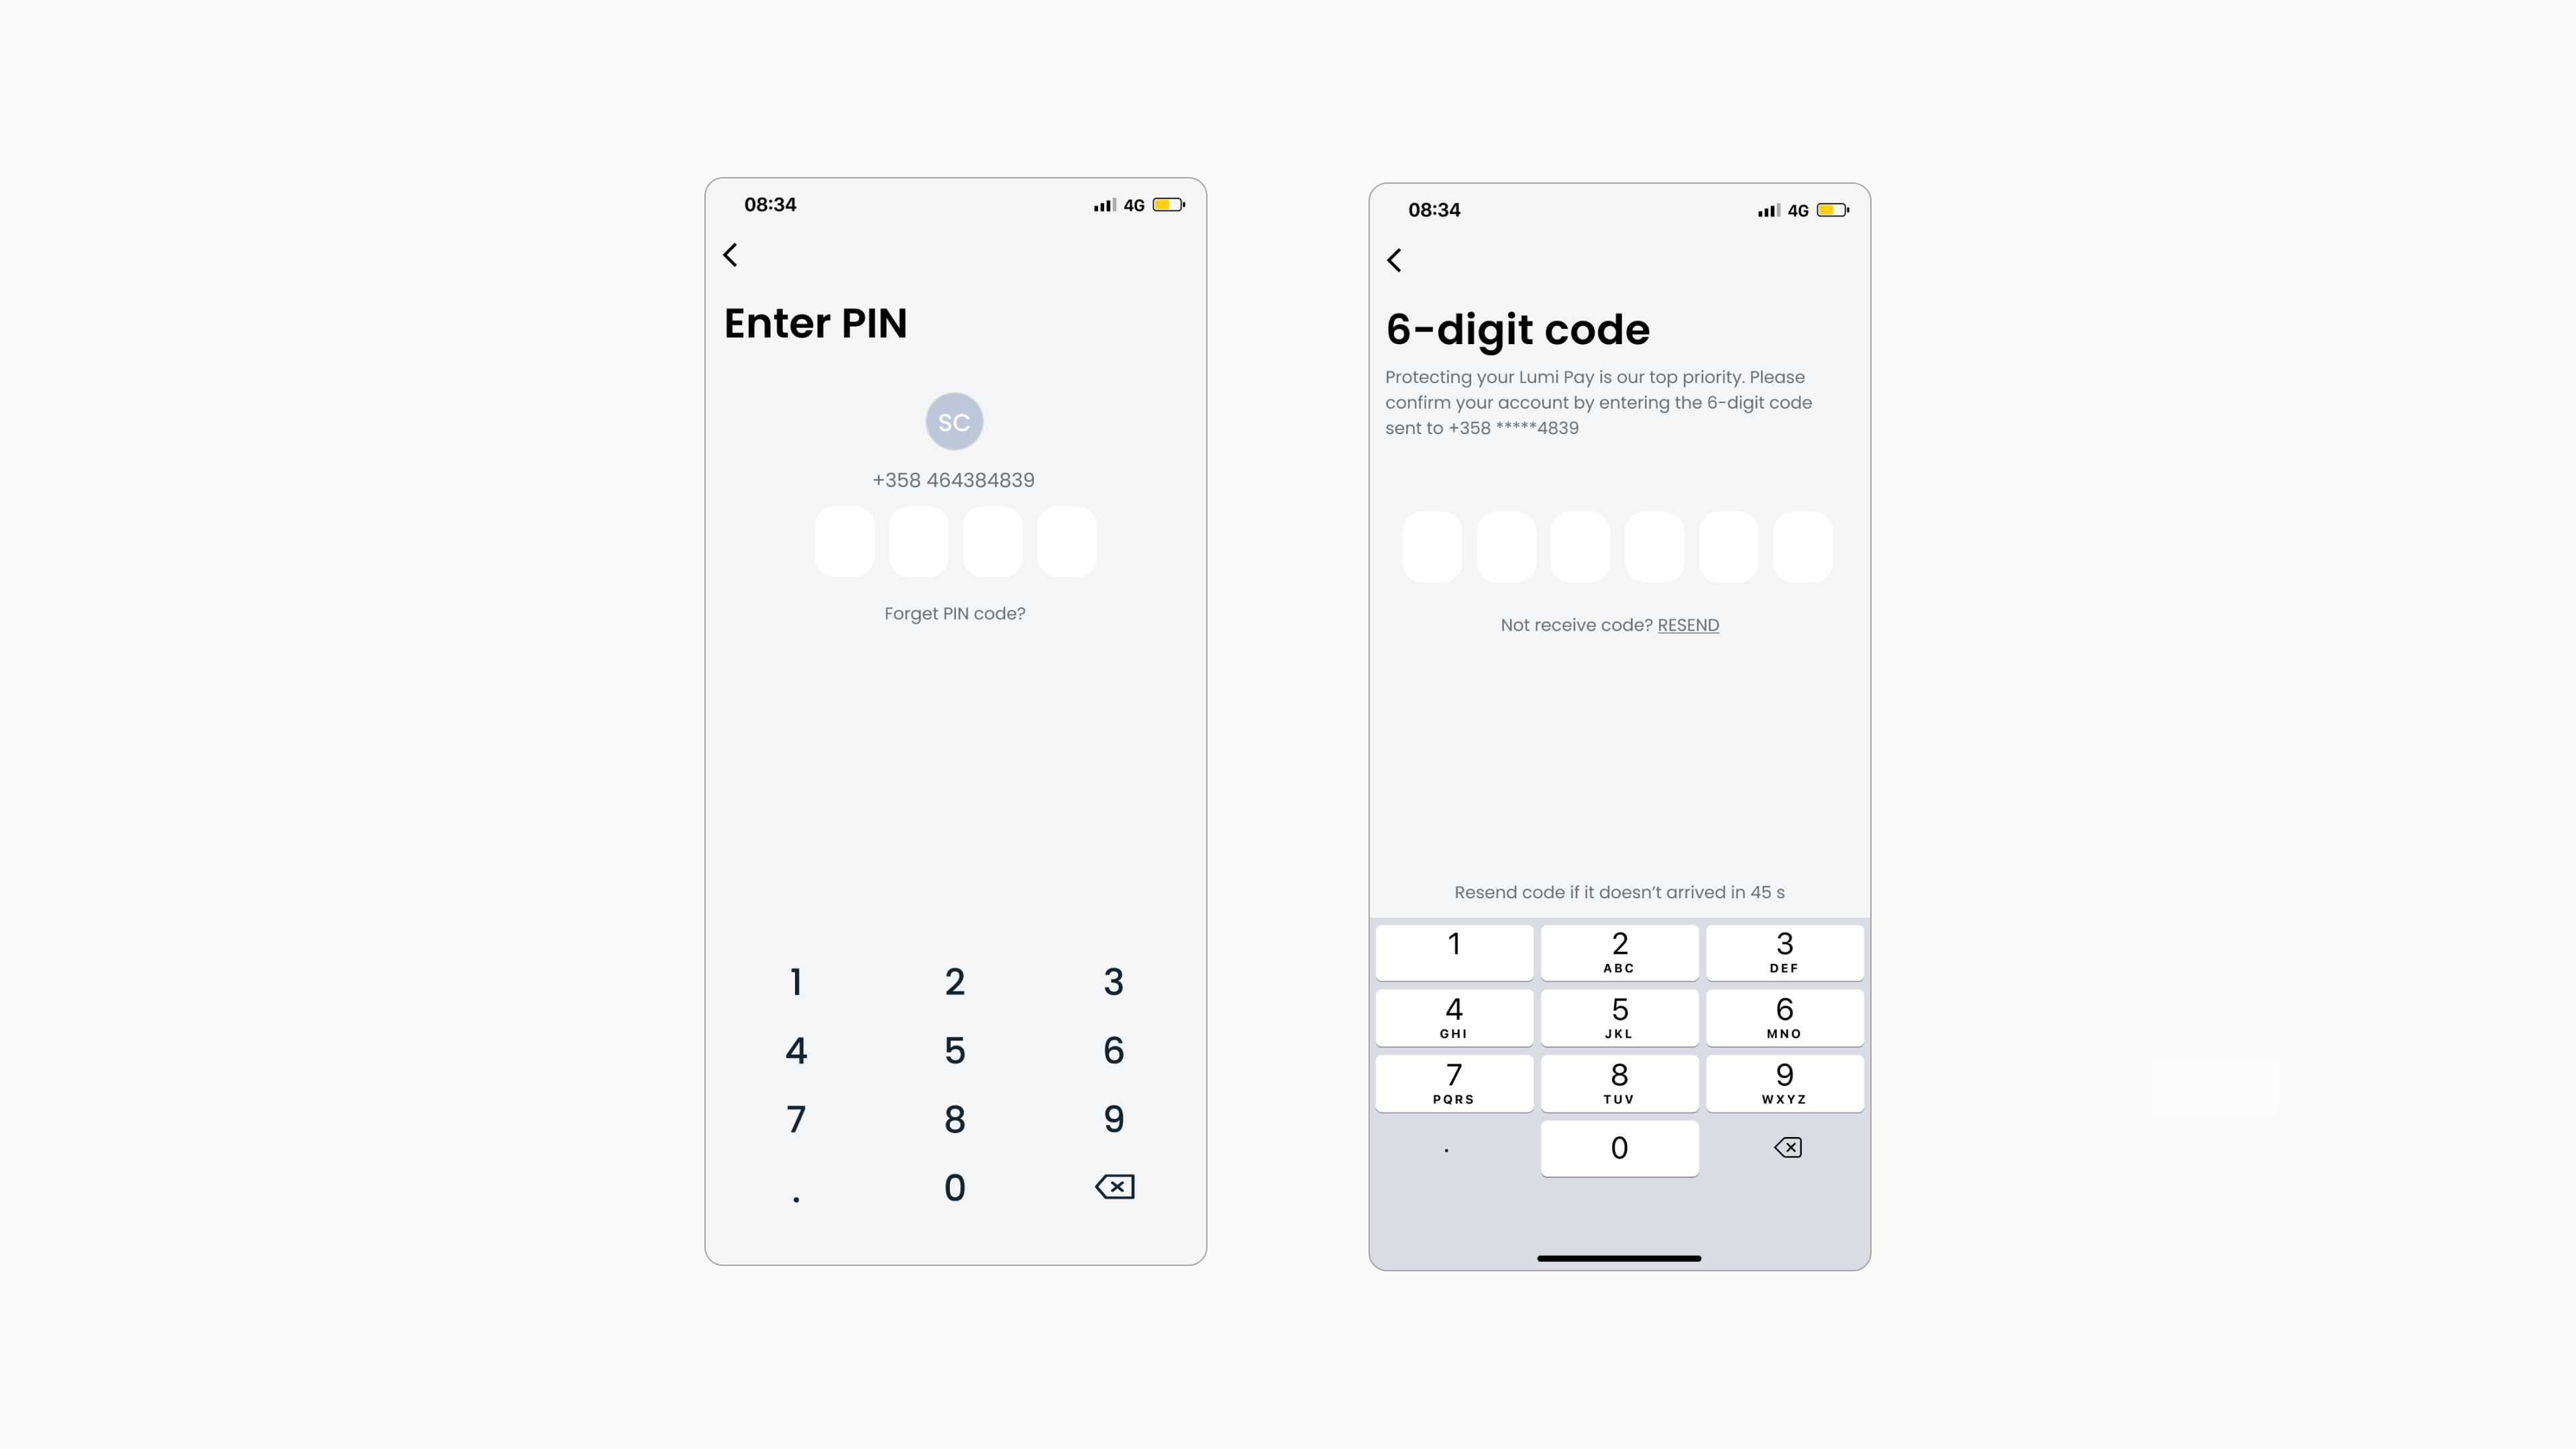 08:34
4G
Enter PIN
SC
+358 464384839
Forget PIN code?
1 2 3
4 5 6
7 8 9
. 0
08:34
4G
6-digit code
Protecting your Lumi Pay is our top priority. Please
confirm your account by entering the 6-digit code
sent to +358 *****4839
Not receive code? RESEND
Resend code if it doesn't arrived in 45 s
1 2 3
ABC DEF
4 5 6
GHI JKL MNO
7 8 9
PQRS TUV WXYZ
. 0